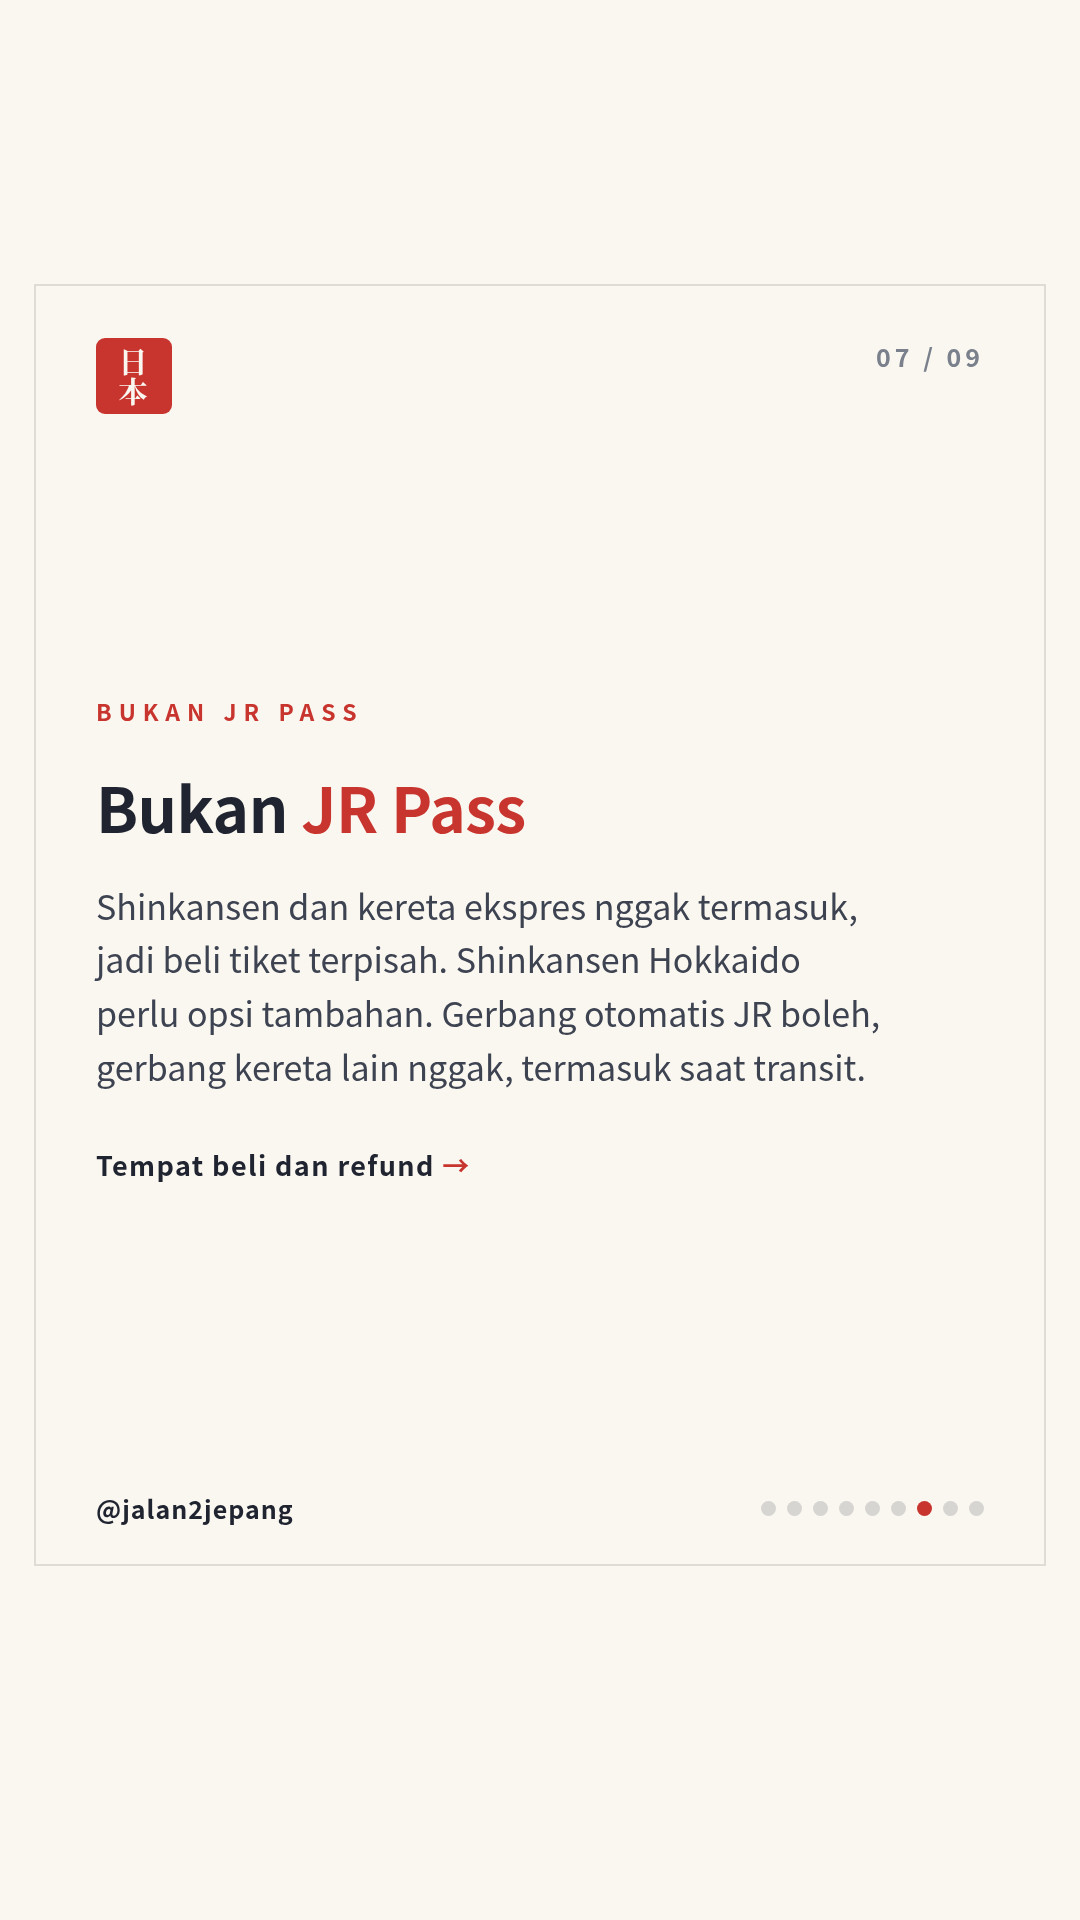 日本
07 / 09
BUKAN JR PASS
Bukan JR Pass
Shinkansen dan kereta ekspres nggak termasuk,
jadi beli tiket terpisah. Shinkansen Hokkaido
perlu opsi tambahan. Gerbang otomatis JR boleh,
gerbang kereta lain nggak, termasuk saat transit.
Tempat beli dan refund →
@jalan2jepang